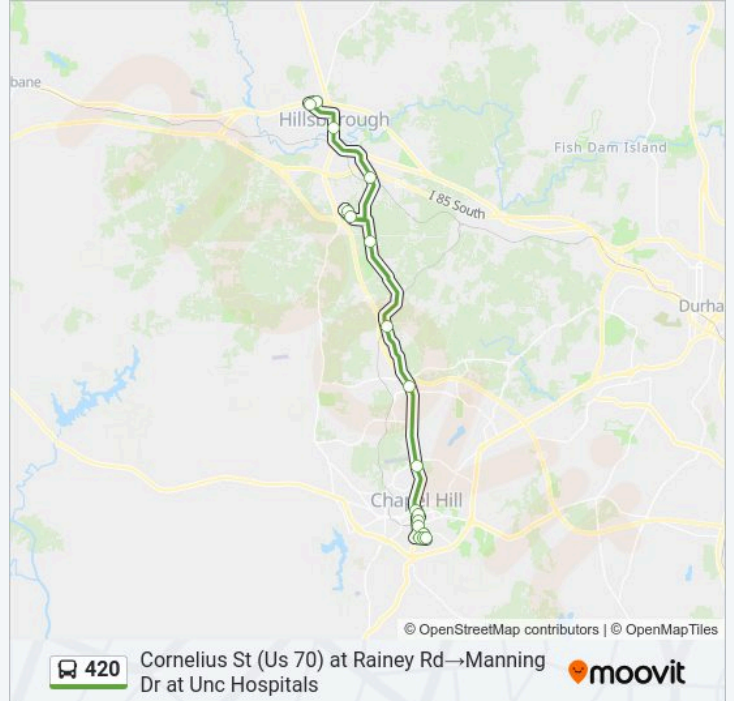 bane
Hillsborough
Fish Dam Island
I 85 South
Durha
Chapel Hill
© OpenStreetMap contributors | © OpenMapTiles
420
Cornelius St (Us 70) at Rainey Rd→Manning
Dr at Unc Hospitals
moovit